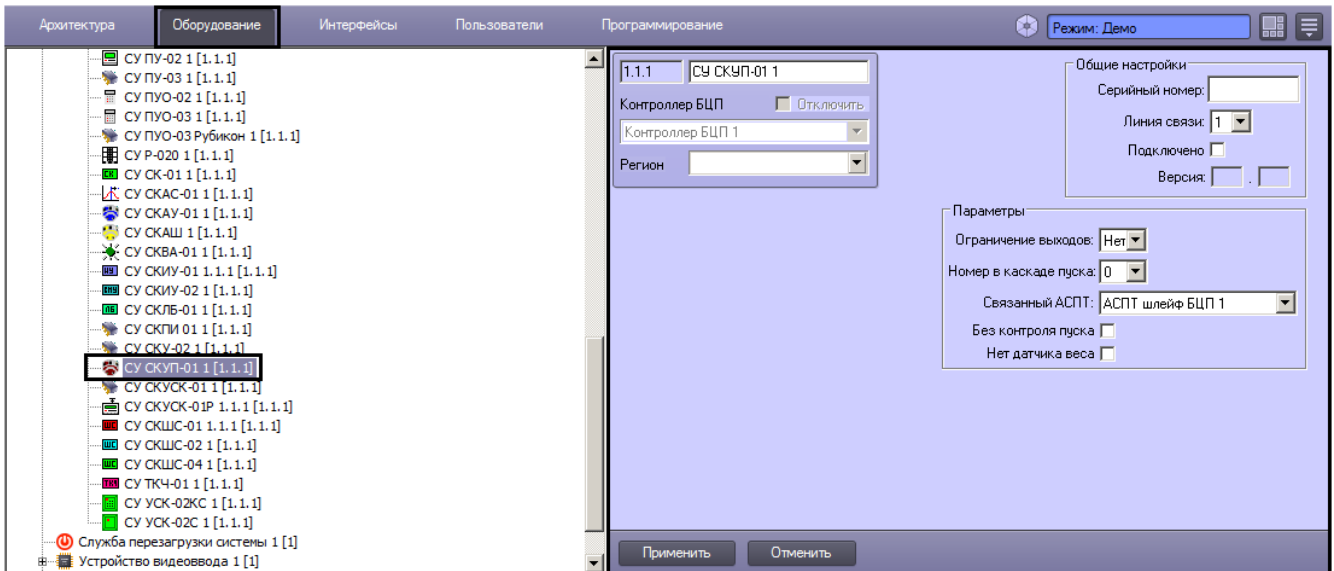 Архитектура Оборудование Интерфейсы Пользователи Программирование Режим: Демо
СУ ПУ-02 1 [1.1.1]
СУ ПУ-03 1 [1.1.1]
СУ ПУО-02 1 [1.1.1]
СУ ПУО-03 1 [1.1.1]
СУ ПУО-03 Рубикон 1 [1.1.1]
СУ Р-020 1 [1.1.1]
СУ СК-01 1 [1.1.1]
СУ СКАС-01 1 [1.1.1]
СУ СКАУ-01 1 [1.1.1]
СУ СКАШ 1 [1.1.1]
СУ СКВА-01 1 [1.1.1]
СУ СКИУ-01 1.1.1 [1.1.1]
СУ СКИУ-02 1 [1.1.1]
СУ СКЛБ-01 1 [1.1.1]
СУ СКПИ 01 1 [1.1.1]
СУ СКУ-02 1 [1.1.1]
СУ СКУП-01 1 [1.1.1]
СУ СКУСК-01 1 [1.1.1]
СУ СКУСК-01Р 1.1.1 [1.1.1]
СУ СКШС-01 1.1.1 [1.1.1]
СУ СКШС-02 1 [1.1.1]
СУ СКШС-04 1 [1.1.1]
СУ ТКЧ-01 1 [1.1.1]
СУ УСК-02КС 1 [1.1.1]
СУ УСК-02С 1 [1.1.1]
Служба перезагрузки системы 1 [1]
Устройство видеоввода 1 [1]
1.1.1 СУ СКУП-01 1
Контроллер БЦП Отключить
Контроллер БЦП 1
Регион
Общие настройки
Серийный номер:
Линия связи: 1
Подключено
Версия: .
Параметры
Ограничение выходов: Нет
Номер в каскаде пуска: 0
Связанный АСПТ: АСПТ шлейф БЦП 1
Без контроля пуска
Нет датчика веса
Применить Отменить